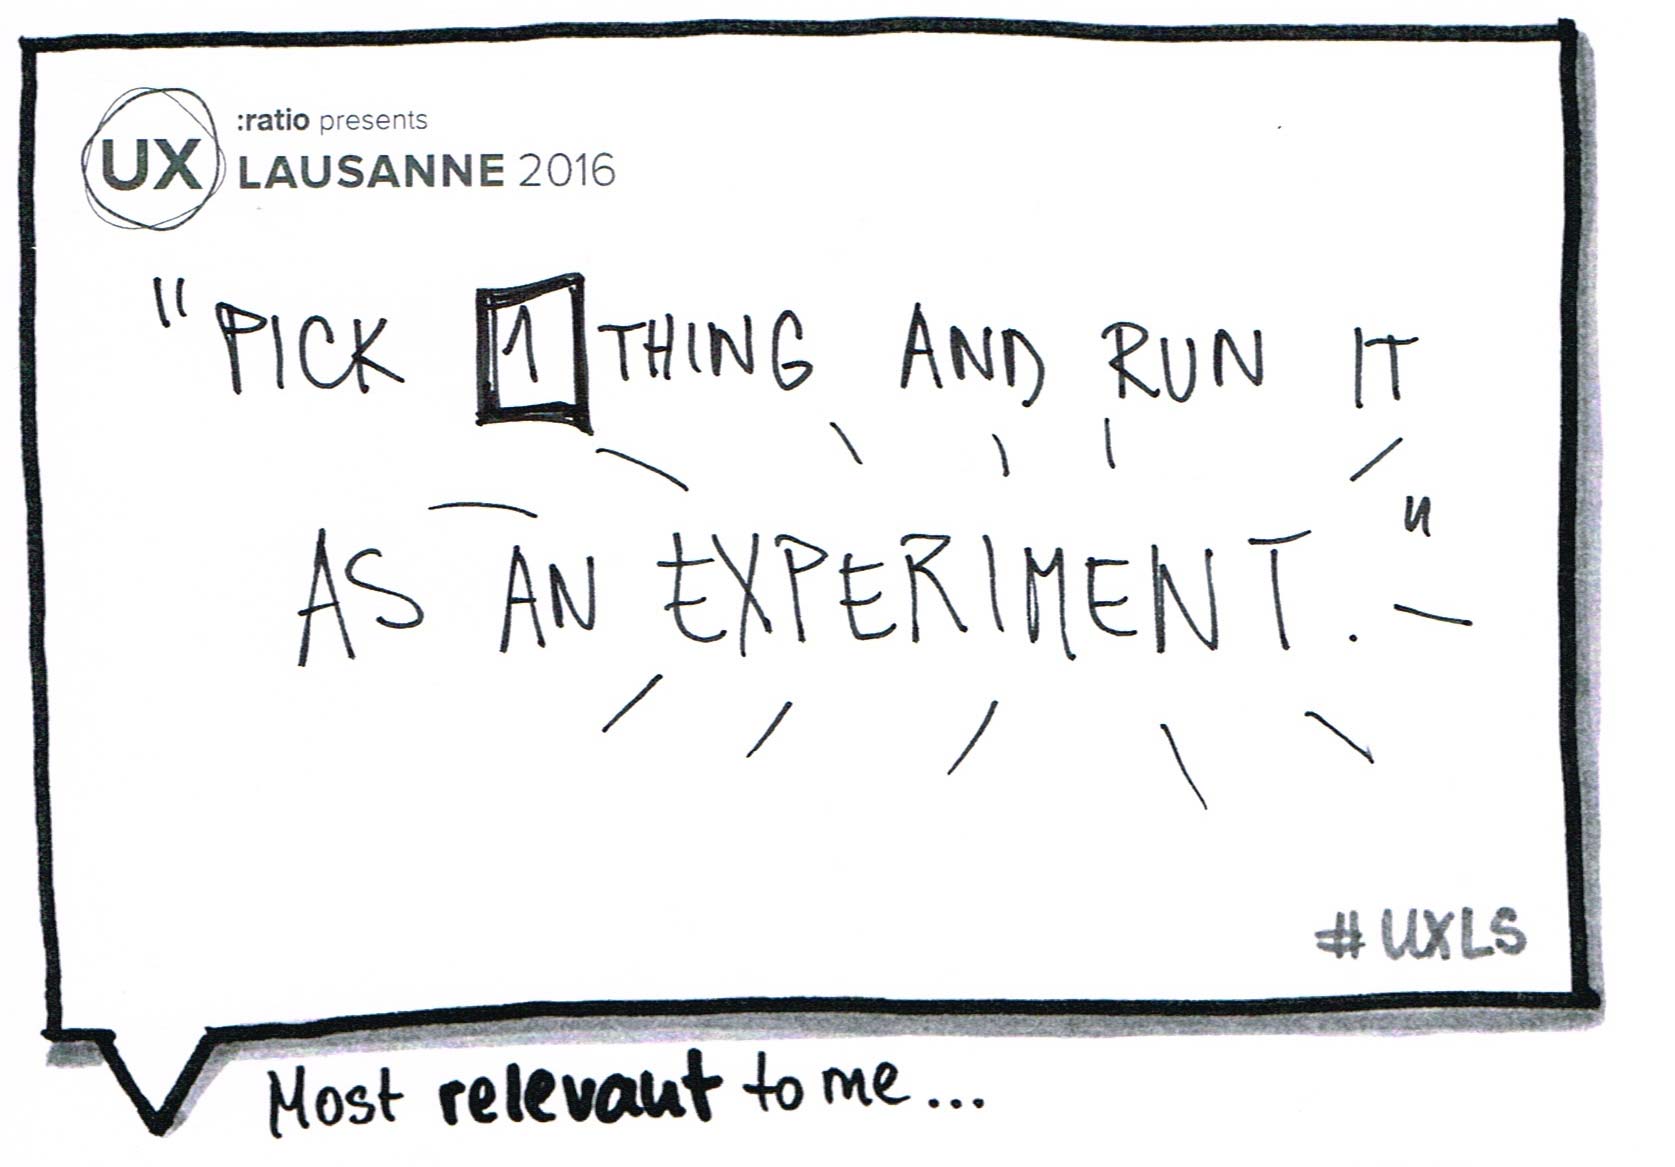 UX
:ratio presents
LAUSANNE 2016
"PICK 1 THING AND RUN IT
AS AN EXPERIMENT."
#UXLS
Most relevant to me...